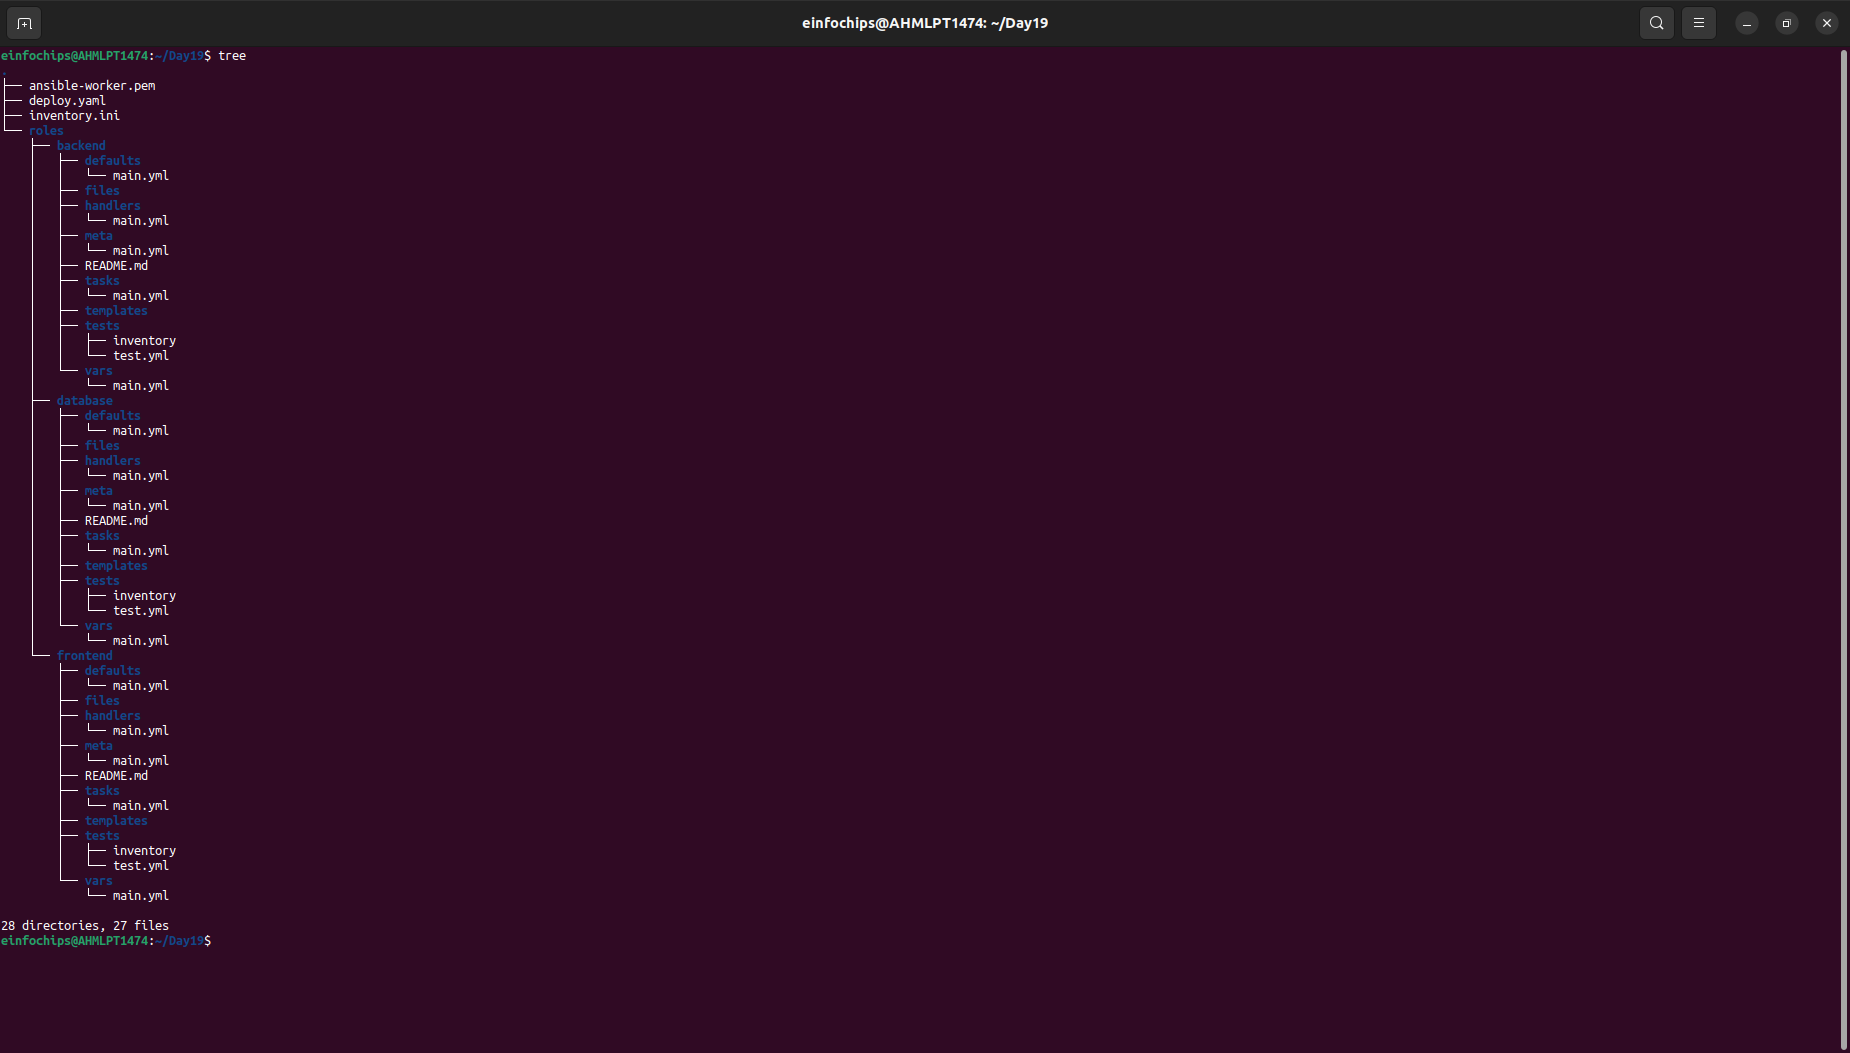 einfochips@AHMLPT1474: ~/Day19
einfochips@AHMLPT1474:~/Day19$ tree
.
├── ansible-worker.pem
├── deploy.yaml
├── inventory.ini
└── roles
    ├── backend
    │   ├── defaults
    │   │   └── main.yml
    │   ├── files
    │   ├── handlers
    │   │   └── main.yml
    │   ├── meta
    │   │   └── main.yml
    │   ├── README.md
    │   ├── tasks
    │   │   └── main.yml
    │   ├── templates
    │   ├── tests
    │   │   ├── inventory
    │   │   └── test.yml
    │   └── vars
    │       └── main.yml
    ├── database
    │   ├── defaults
    │   │   └── main.yml
    │   ├── files
    │   ├── handlers
    │   │   └── main.yml
    │   ├── meta
    │   │   └── main.yml
    │   ├── README.md
    │   ├── tasks
    │   │   └── main.yml
    │   ├── templates
    │   ├── tests
    │   │   ├── inventory
    │   │   └── test.yml
    │   └── vars
    │       └── main.yml
    └── frontend
        ├── defaults
        │   └── main.yml
        ├── files
        ├── handlers
        │   └── main.yml
        ├── meta
        │   └── main.yml
        ├── README.md
        ├── tasks
        │   └── main.yml
        ├── templates
        ├── tests
        │   ├── inventory
        │   └── test.yml
        └── vars
            └── main.yml

28 directories, 27 files
einfochips@AHMLPT1474:~/Day19$